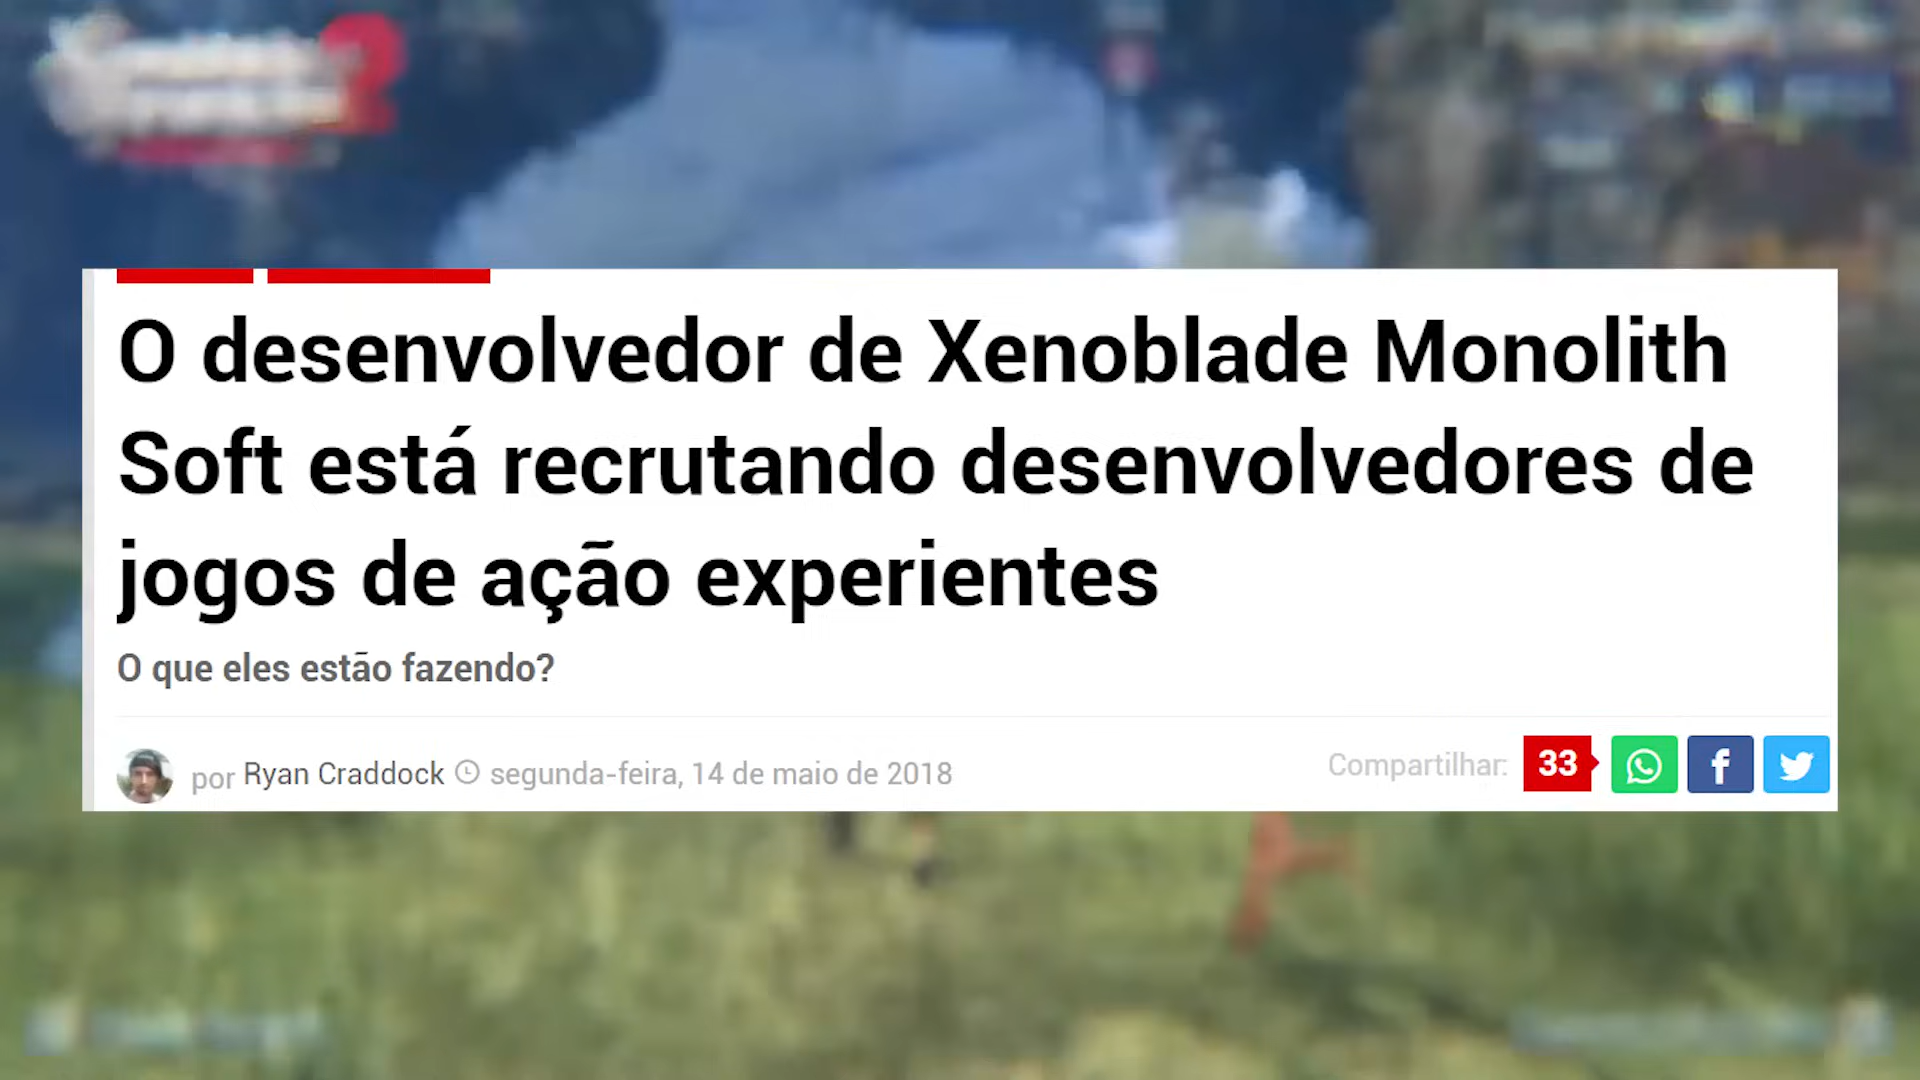 O desenvolvedor de Xenoblade Monolith
Soft está recrutando desenvolvedores de
jogos de ação experientes
O que eles estão fazendo?
por Ryan Craddock segunda-feira, 14 de maio de 2018
Compartilhar: 33